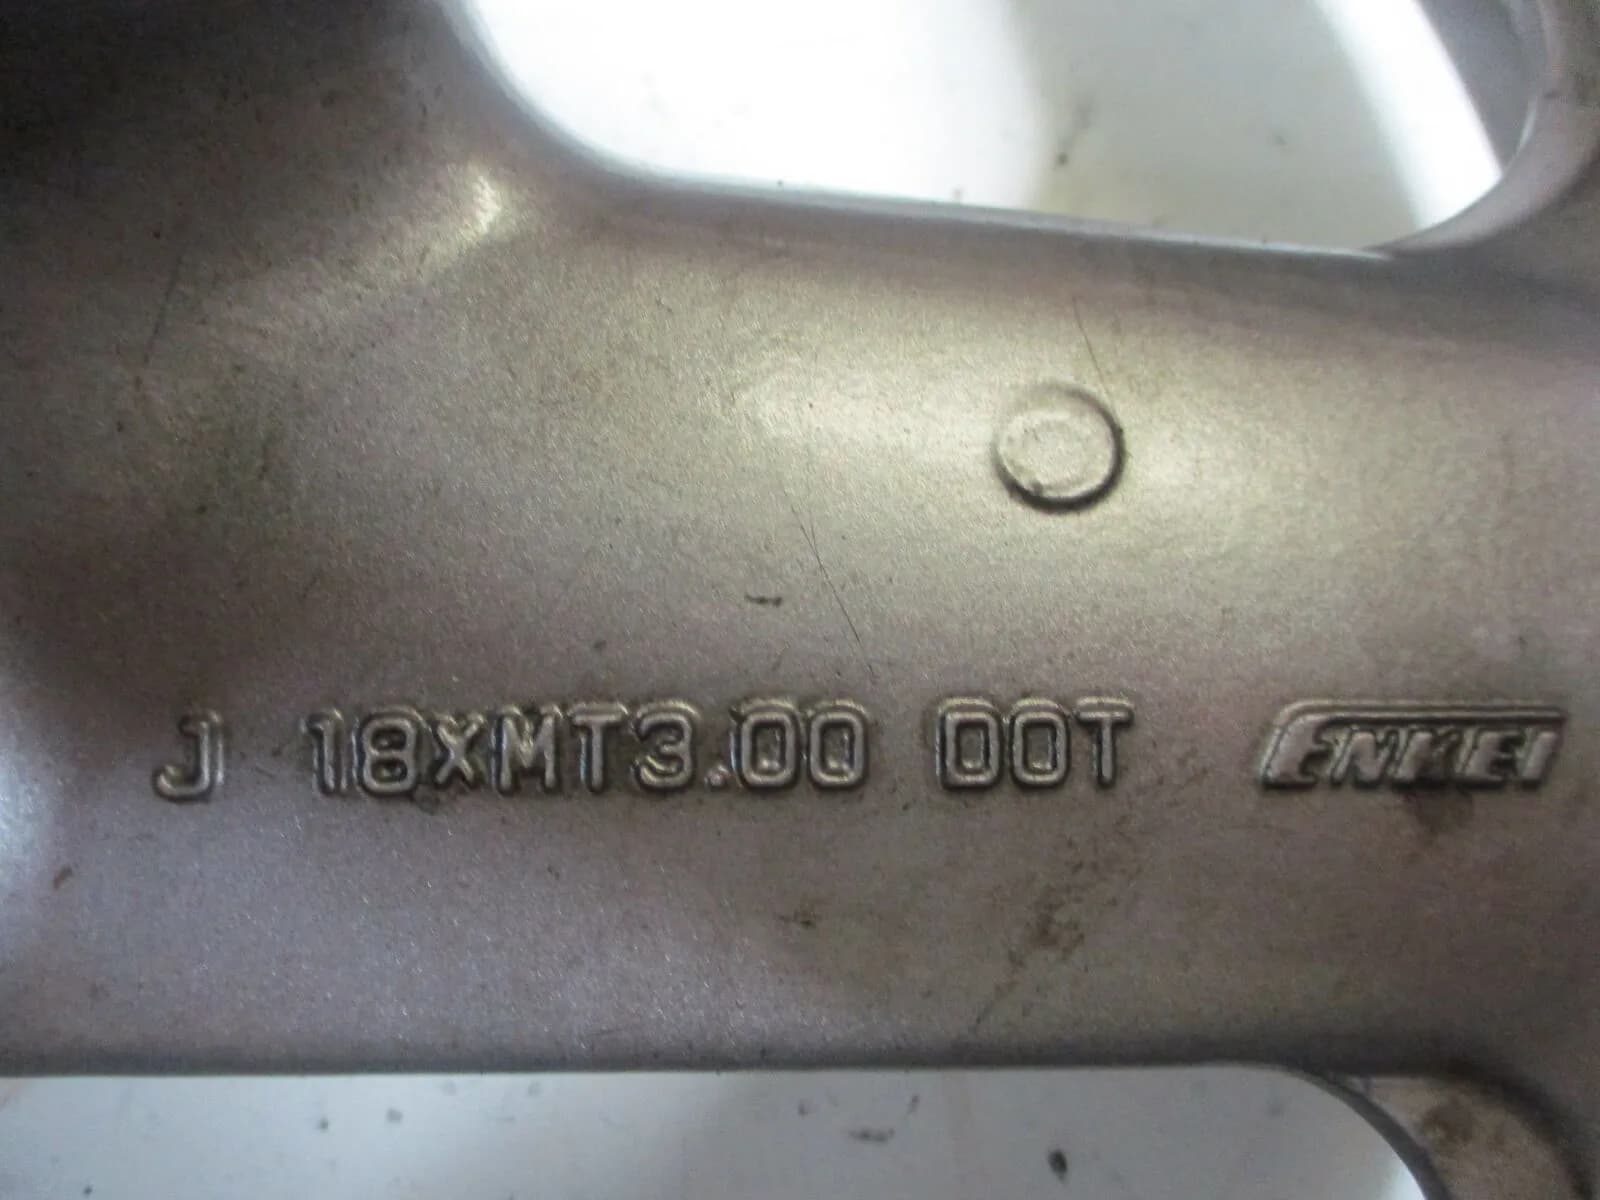 J 18xMT3.00 DOT ENKEI